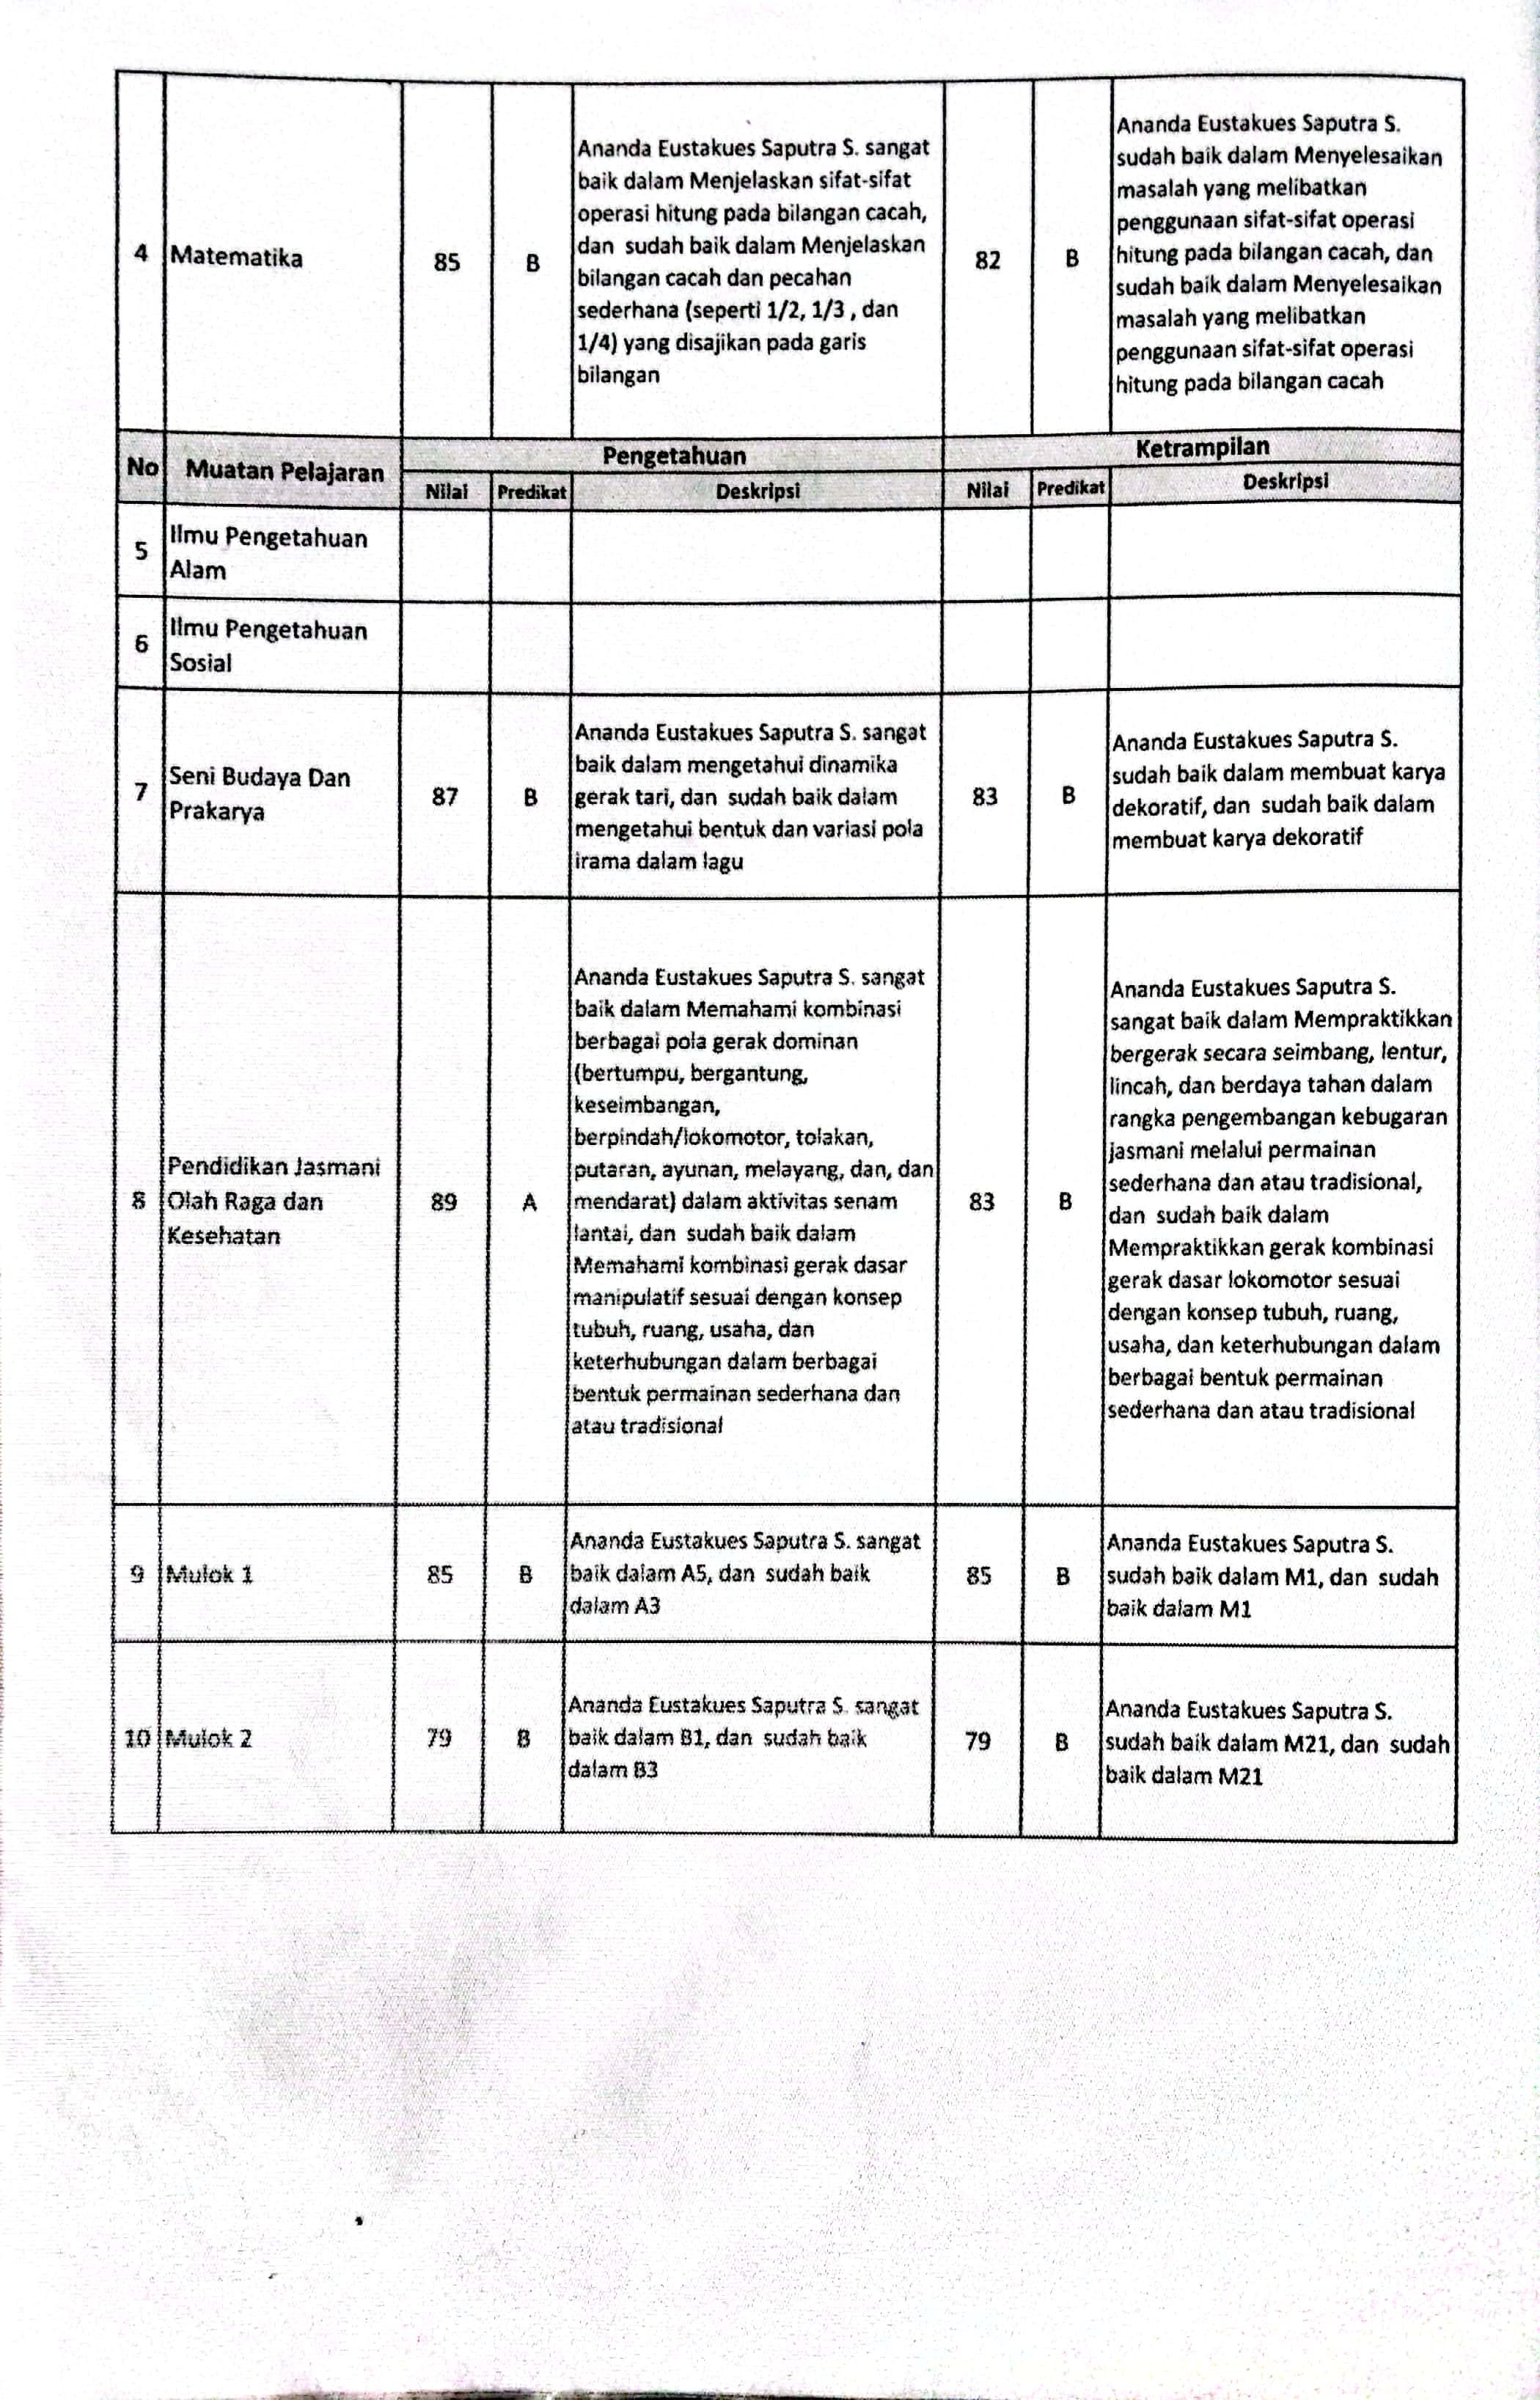 4
Matematika
85
B
Ananda Eustakues Saputra S. sangat
baik dalam Menjelaskan sifat-sifat
operasi hitung pada bilangan cacah,
dan sudah baik dalam Menjelaskan
bilangan cacah dan pecahan
sederhana (seperti 1/2, 1/3 , dan
1/4) yang disajikan pada garis
bilangan
82
B
Ananda Eustakues Saputra S.
sudah baik dalam Menyelesaikan
masalah yang melibatkan
penggunaan sifat-sifat operasi
hitung pada bilangan cacah, dan
sudah baik dalam Menyelesaikan
masalah yang melibatkan
penggunaan sifat-sifat operasi
hitung pada bilangan cacah
No
Muatan Pelajaran
Pengetahuan
Ketrampilan
Nilai
Predikat
Deskripsi
Nilai
Predikat
Deskripsi
5
Ilmu Pengetahuan
Alam
6
Ilmu Pengetahuan
Sosial
7
Seni Budaya Dan
Prakarya
87
B
Ananda Eustakues Saputra S. sangat
baik dalam mengetahui dinamika
gerak tari, dan sudah baik dalam
mengetahui bentuk dan variasi pola
irama dalam lagu
83
B
Ananda Eustakues Saputra S.
sudah baik dalam membuat karya
dekoratif, dan sudah baik dalam
membuat karya dekoratif
8
Pendidikan Jasmani
Olah Raga dan
Kesehatan
89
A
Ananda Eustakues Saputra S. sangat
baik dalam Memahami kombinasi
berbagai pola gerak dominan
(bertumpu, bergantung,
keseimbangan,
berpindah/lokomotor, tolakan,
putaran, ayunan, melayang, dan, dan
mendarat) dalam aktivitas senam
lantai, dan sudah baik dalam
Memahami kombinasi gerak dasar
manipulatif sesuai dengan konsep
tubuh, ruang, usaha, dan
keterhubungan dalam berbagai
bentuk permainan sederhana dan
atau tradisional
83
B
Ananda Eustakues Saputra S.
sangat baik dalam Mempraktikkan
bergerak secara seimbang, lentur,
lincah, dan berdaya tahan dalam
rangka pengembangan kebugaran
jasmani melalui permainan
sederhana dan atau tradisional,
dan sudah baik dalam
Mempraktikkan gerak kombinasi
gerak dasar lokomotor sesuai
dengan konsep tubuh, ruang,
usaha, dan keterhubungan dalam
berbagai bentuk permainan
sederhana dan atau tradisional
9
Mulok 1
85
B
Ananda Eustakues Saputra S. sangat
baik dalam A5, dan sudah baik
dalam A3
85
B
Ananda Eustakues Saputra S.
sudah baik dalam M1, dan sudah
baik dalam M1
10
Mulok 2
79
B
Ananda Eustakues Saputra S. sangat
baik dalam B1, dan sudah baik
dalam B3
79
B
Ananda Eustakues Saputra S.
sudah baik dalam M21, dan sudah
baik dalam M21